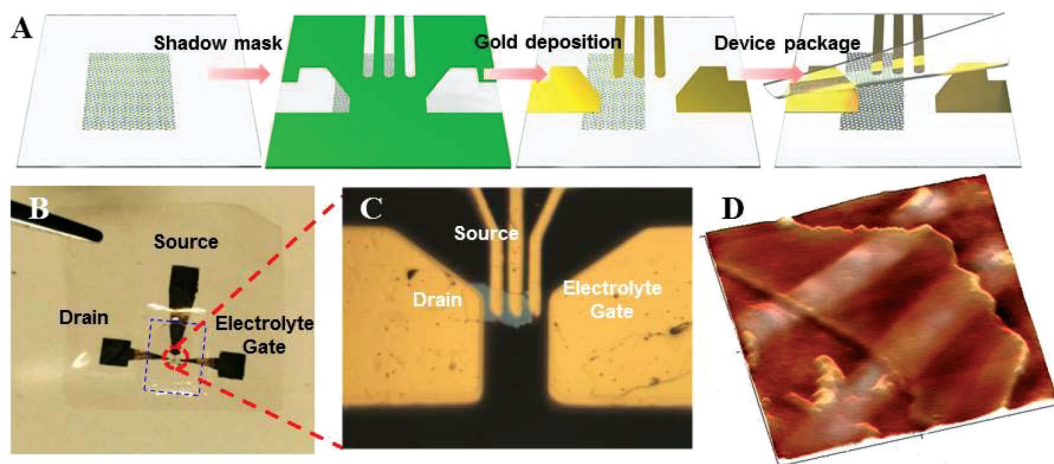 A
Shadow mask
Gold deposition
Device package
B
Source
Drain
Electrolyte
Gate
C
Source
Drain
Electrolyte
Gate
D